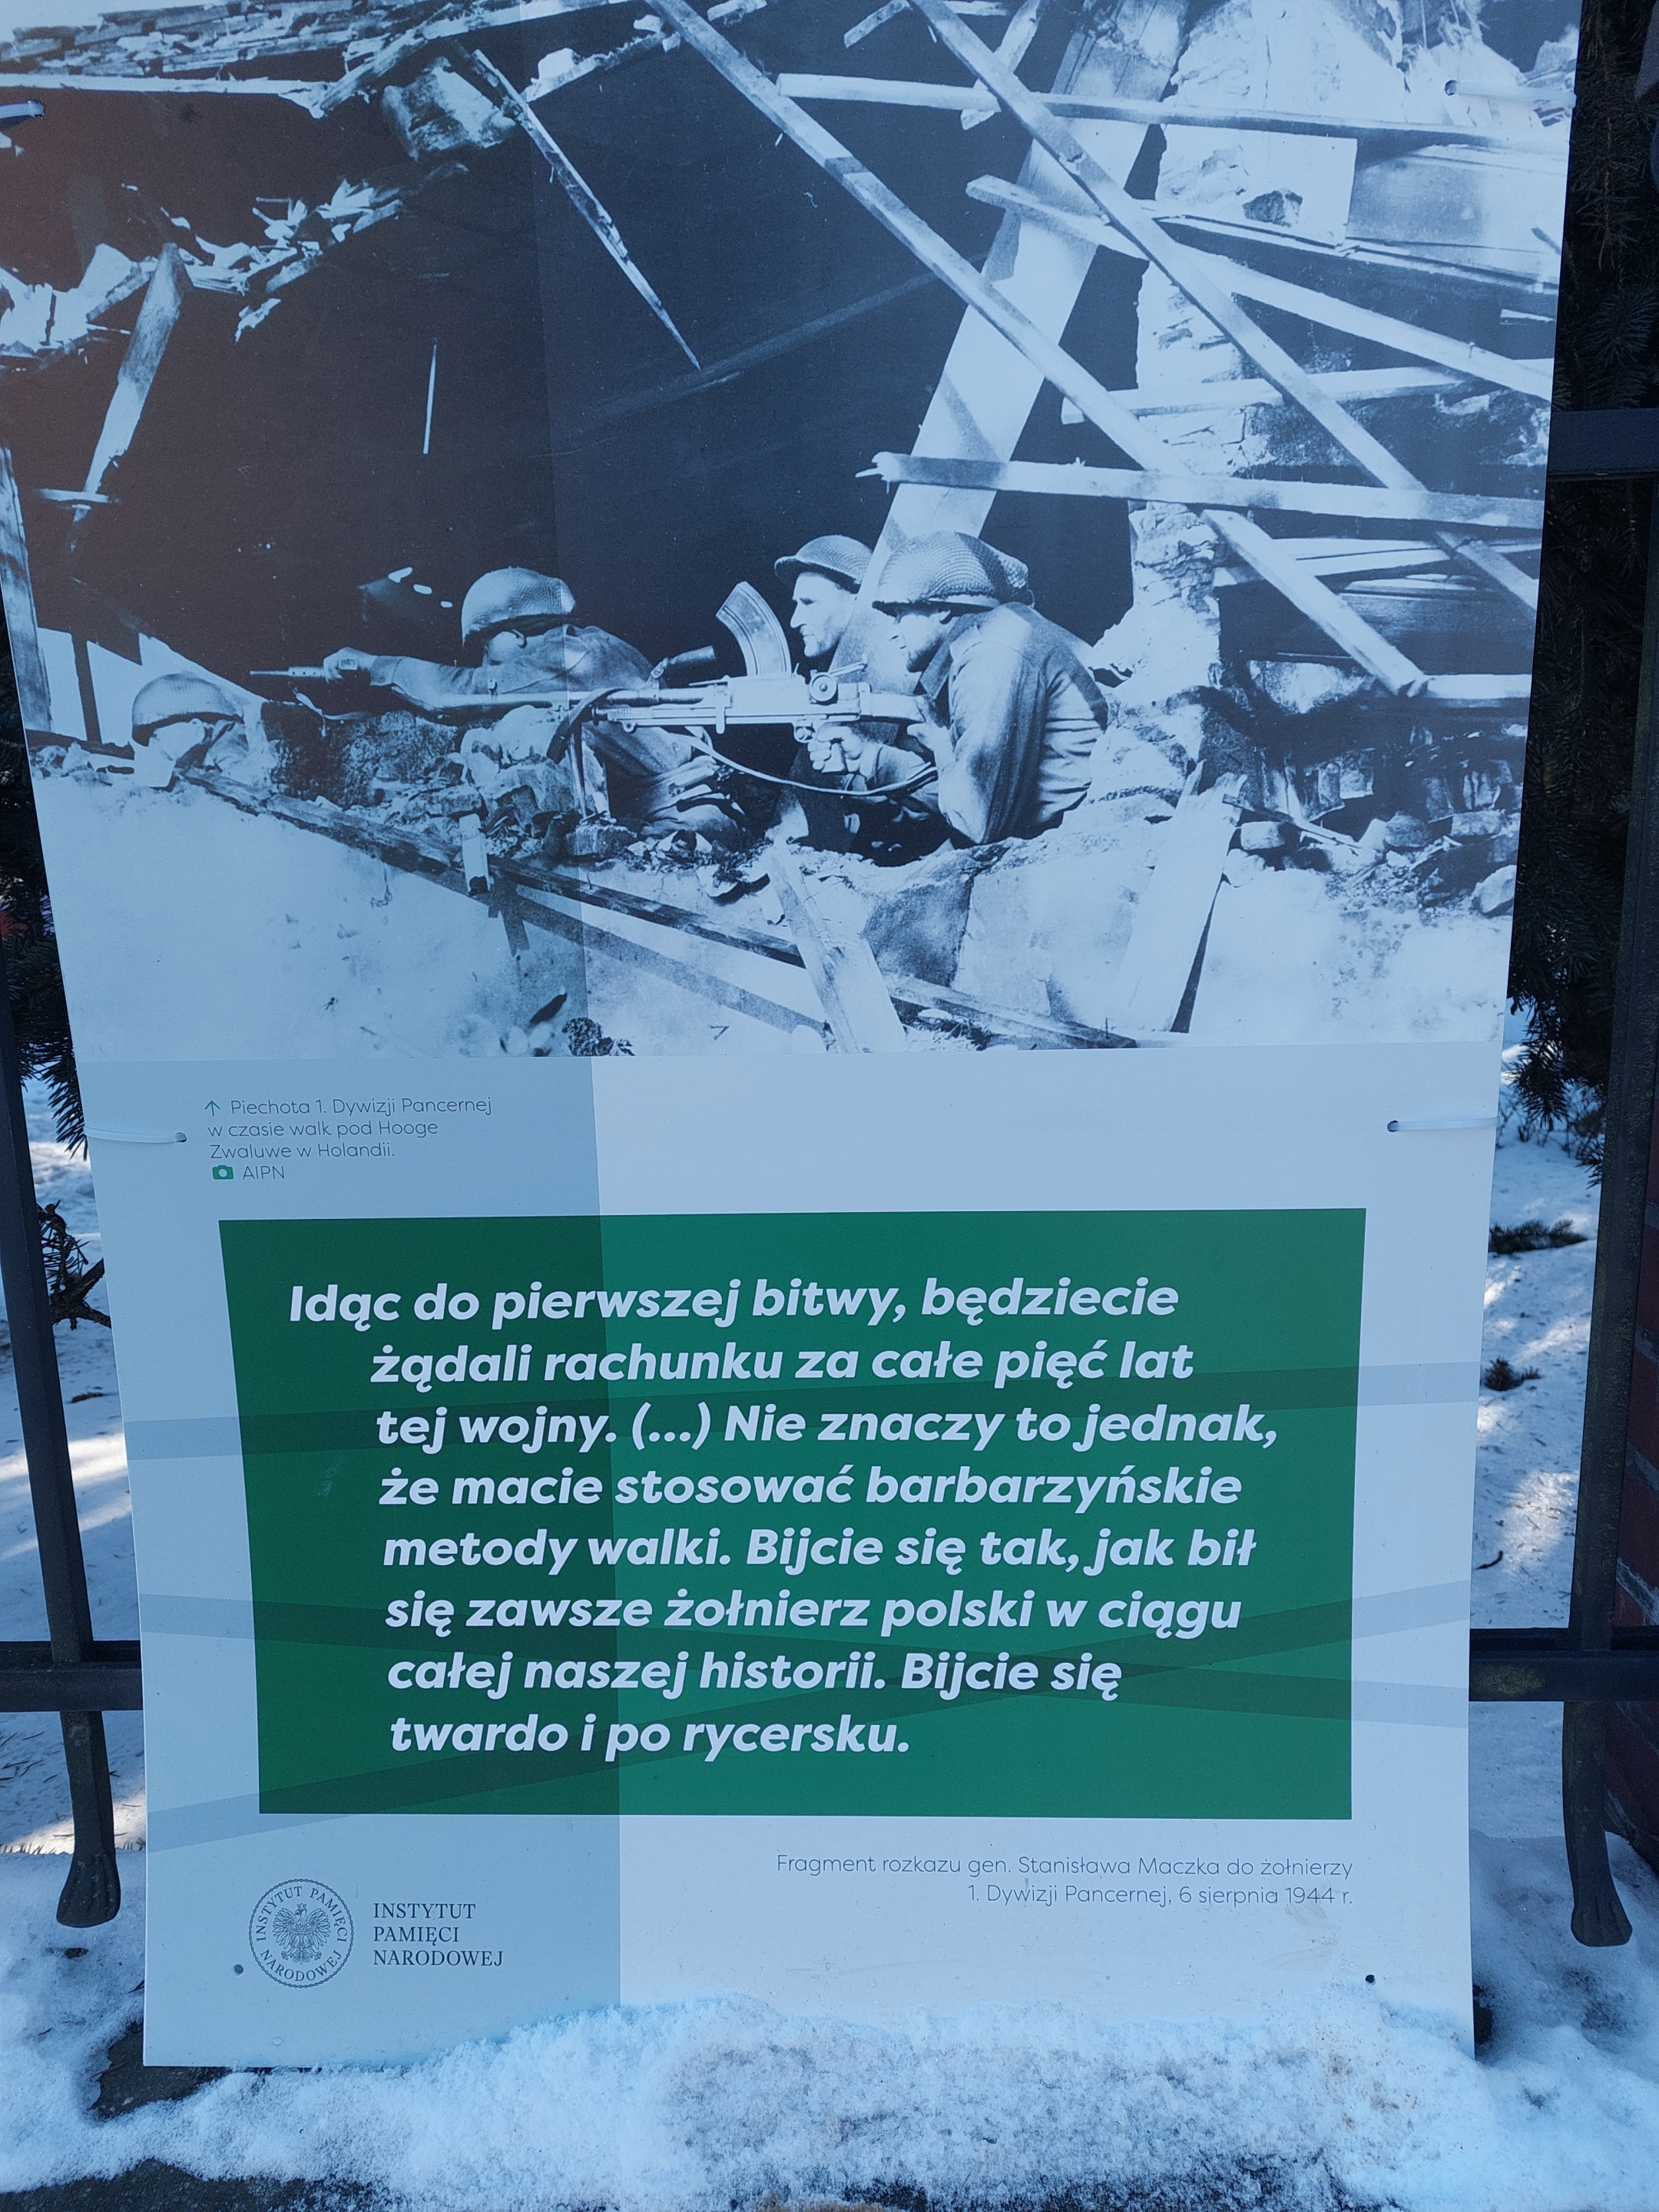 Piechota 1. Dywizji Pancernej
w czasie walk pod Hooge
Zwaluwe w Holandii.
AIPN
Idąc do pierwszej bitwy, będziecie
żądali rachunku za całe pięć lat
tej wojny. (...) Nie znaczy to jednak,
że macie stosować barbarzyńskie
metody walki. Bijcie się tak, jak bił
się zawsze żołnierz polski w ciągu
całej naszej historii. Bijcie się
twardo i po rycersku.
Fragment rozkazu gen. Stanisława Maczka do żołnierzy
1. Dywizji Pancernej, 6 sierpnia 1944 r.
INSTYTUT PAMIĘCI NARODOWEJ
INSTYTUT
PAMIĘCI
NARODOWEJ